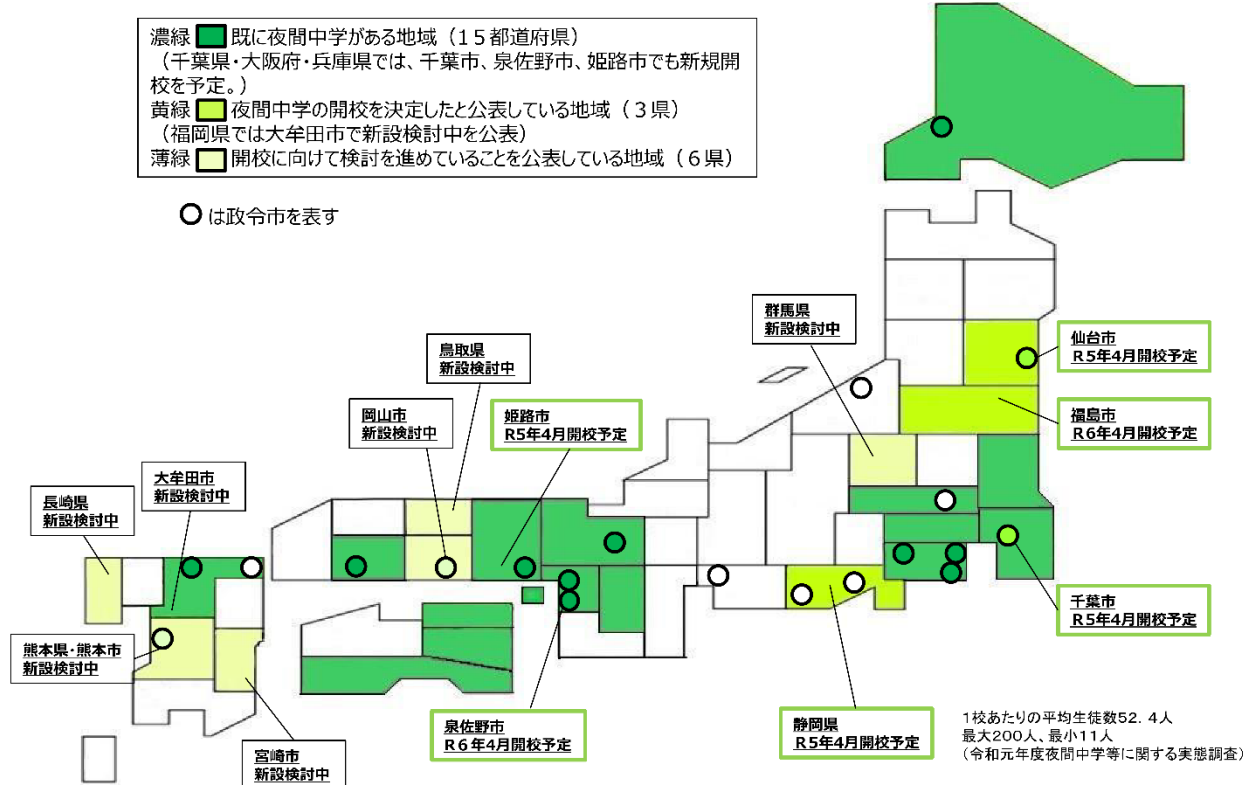 濃緑 既に夜間中学がある地域（15都道府県）
（千葉県・大阪府・兵庫県では、千葉市、泉佐野市、姫路市でも新規開
校を予定。）
黄緑 夜間中学の開校を決定したと公表している地域（3県）
（福岡県では大牟田市で新設検討中を公表）
薄緑 開校に向けて検討を進めていることを公表している地域（6県）
は政令市を表す
群馬県
新設検討中
仙台市
R5年4月開校予定
鳥取県
新設検討中
岡山市
新設検討中
姫路市
R5年4月開校予定
福島市
R6年4月開校予定
大牟田市
新設検討中
長崎県
新設検討中
千葉市
R5年4月開校予定
熊本県・熊本市
新設検討中
泉佐野市
R6年4月開校予定
静岡県
R5年4月開校予定
宮崎市
新設検討中
1校あたりの平均生徒数52．4人
最大200人、最小11人
（令和元年度夜間中学等に関する実態調査）